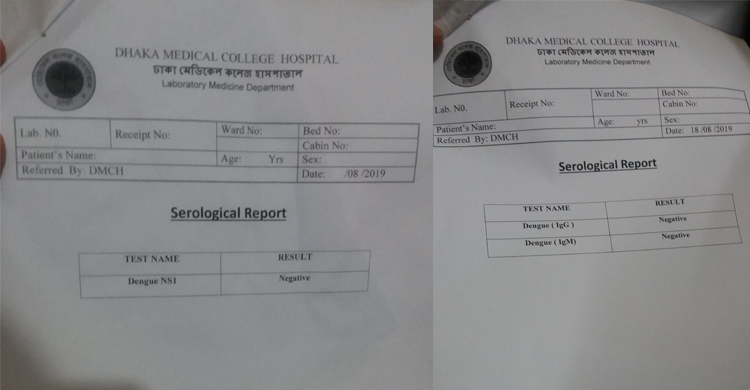 DHAKA MEDICAL COLLEGE HOSPITAL
ঢাকা মেডিকেল কলেজ হাসপাতাল
Laboratory Medicine Department
Lab. N0.
Receipt No:
Ward No:
Bed No:
Cabin No:
Patient's Name:
Age: Yrs
Sex:
Referred By: DMCH
Date: /08 /2019
Serological Report
TEST NAME RESULT
Dengue NS1 Negative
DHAKA MEDICAL COLLEGE HOSPITAL
ঢাকা মেডিকেল কলেজ হাসপাতাল
Laboratory Medicine Department
Lab. N0.
Receipt No:
Ward No:
Bed No:
Cabin No:
Patient's Name:
Age: yrs
Sex:
Referred By: DMCH
Date: 18 /08 /2019
Serological Report
TEST NAME RESULT
Dengue ( IgG ) Negative
Dengue ( IgM) Negative